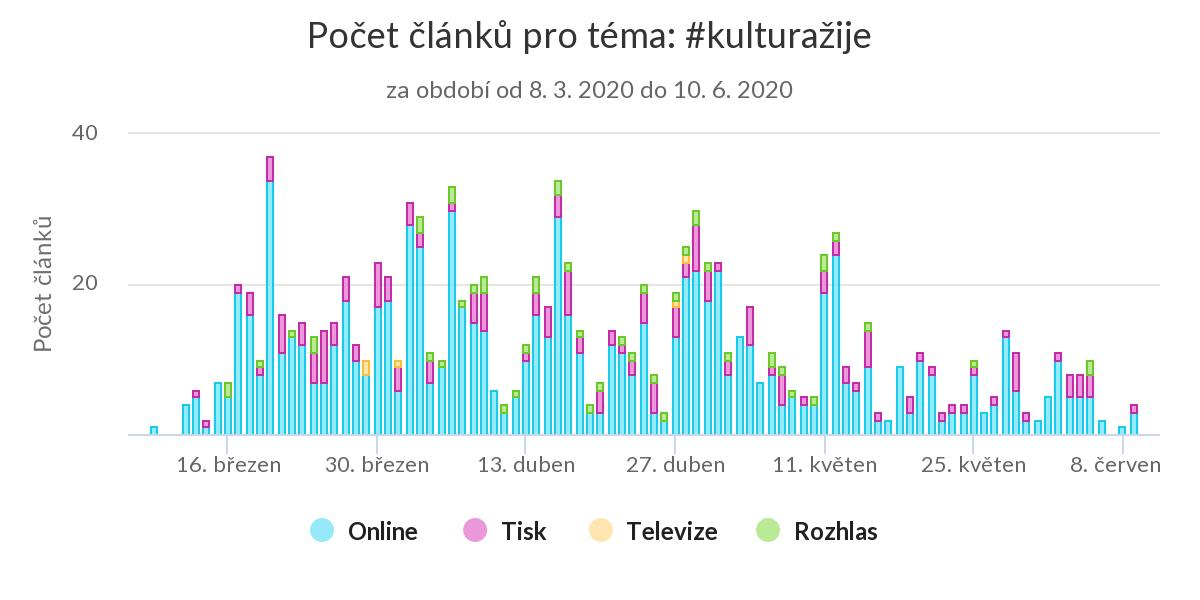 Počet článků pro téma: #kulturažije
za období od 8. 3. 2020 do 10. 6. 2020
Počet článků
40
20
16. březen 30. březen 13. duben 27. duben 11. květen 25. květen 8. červen
Online Tisk Televize Rozhlas